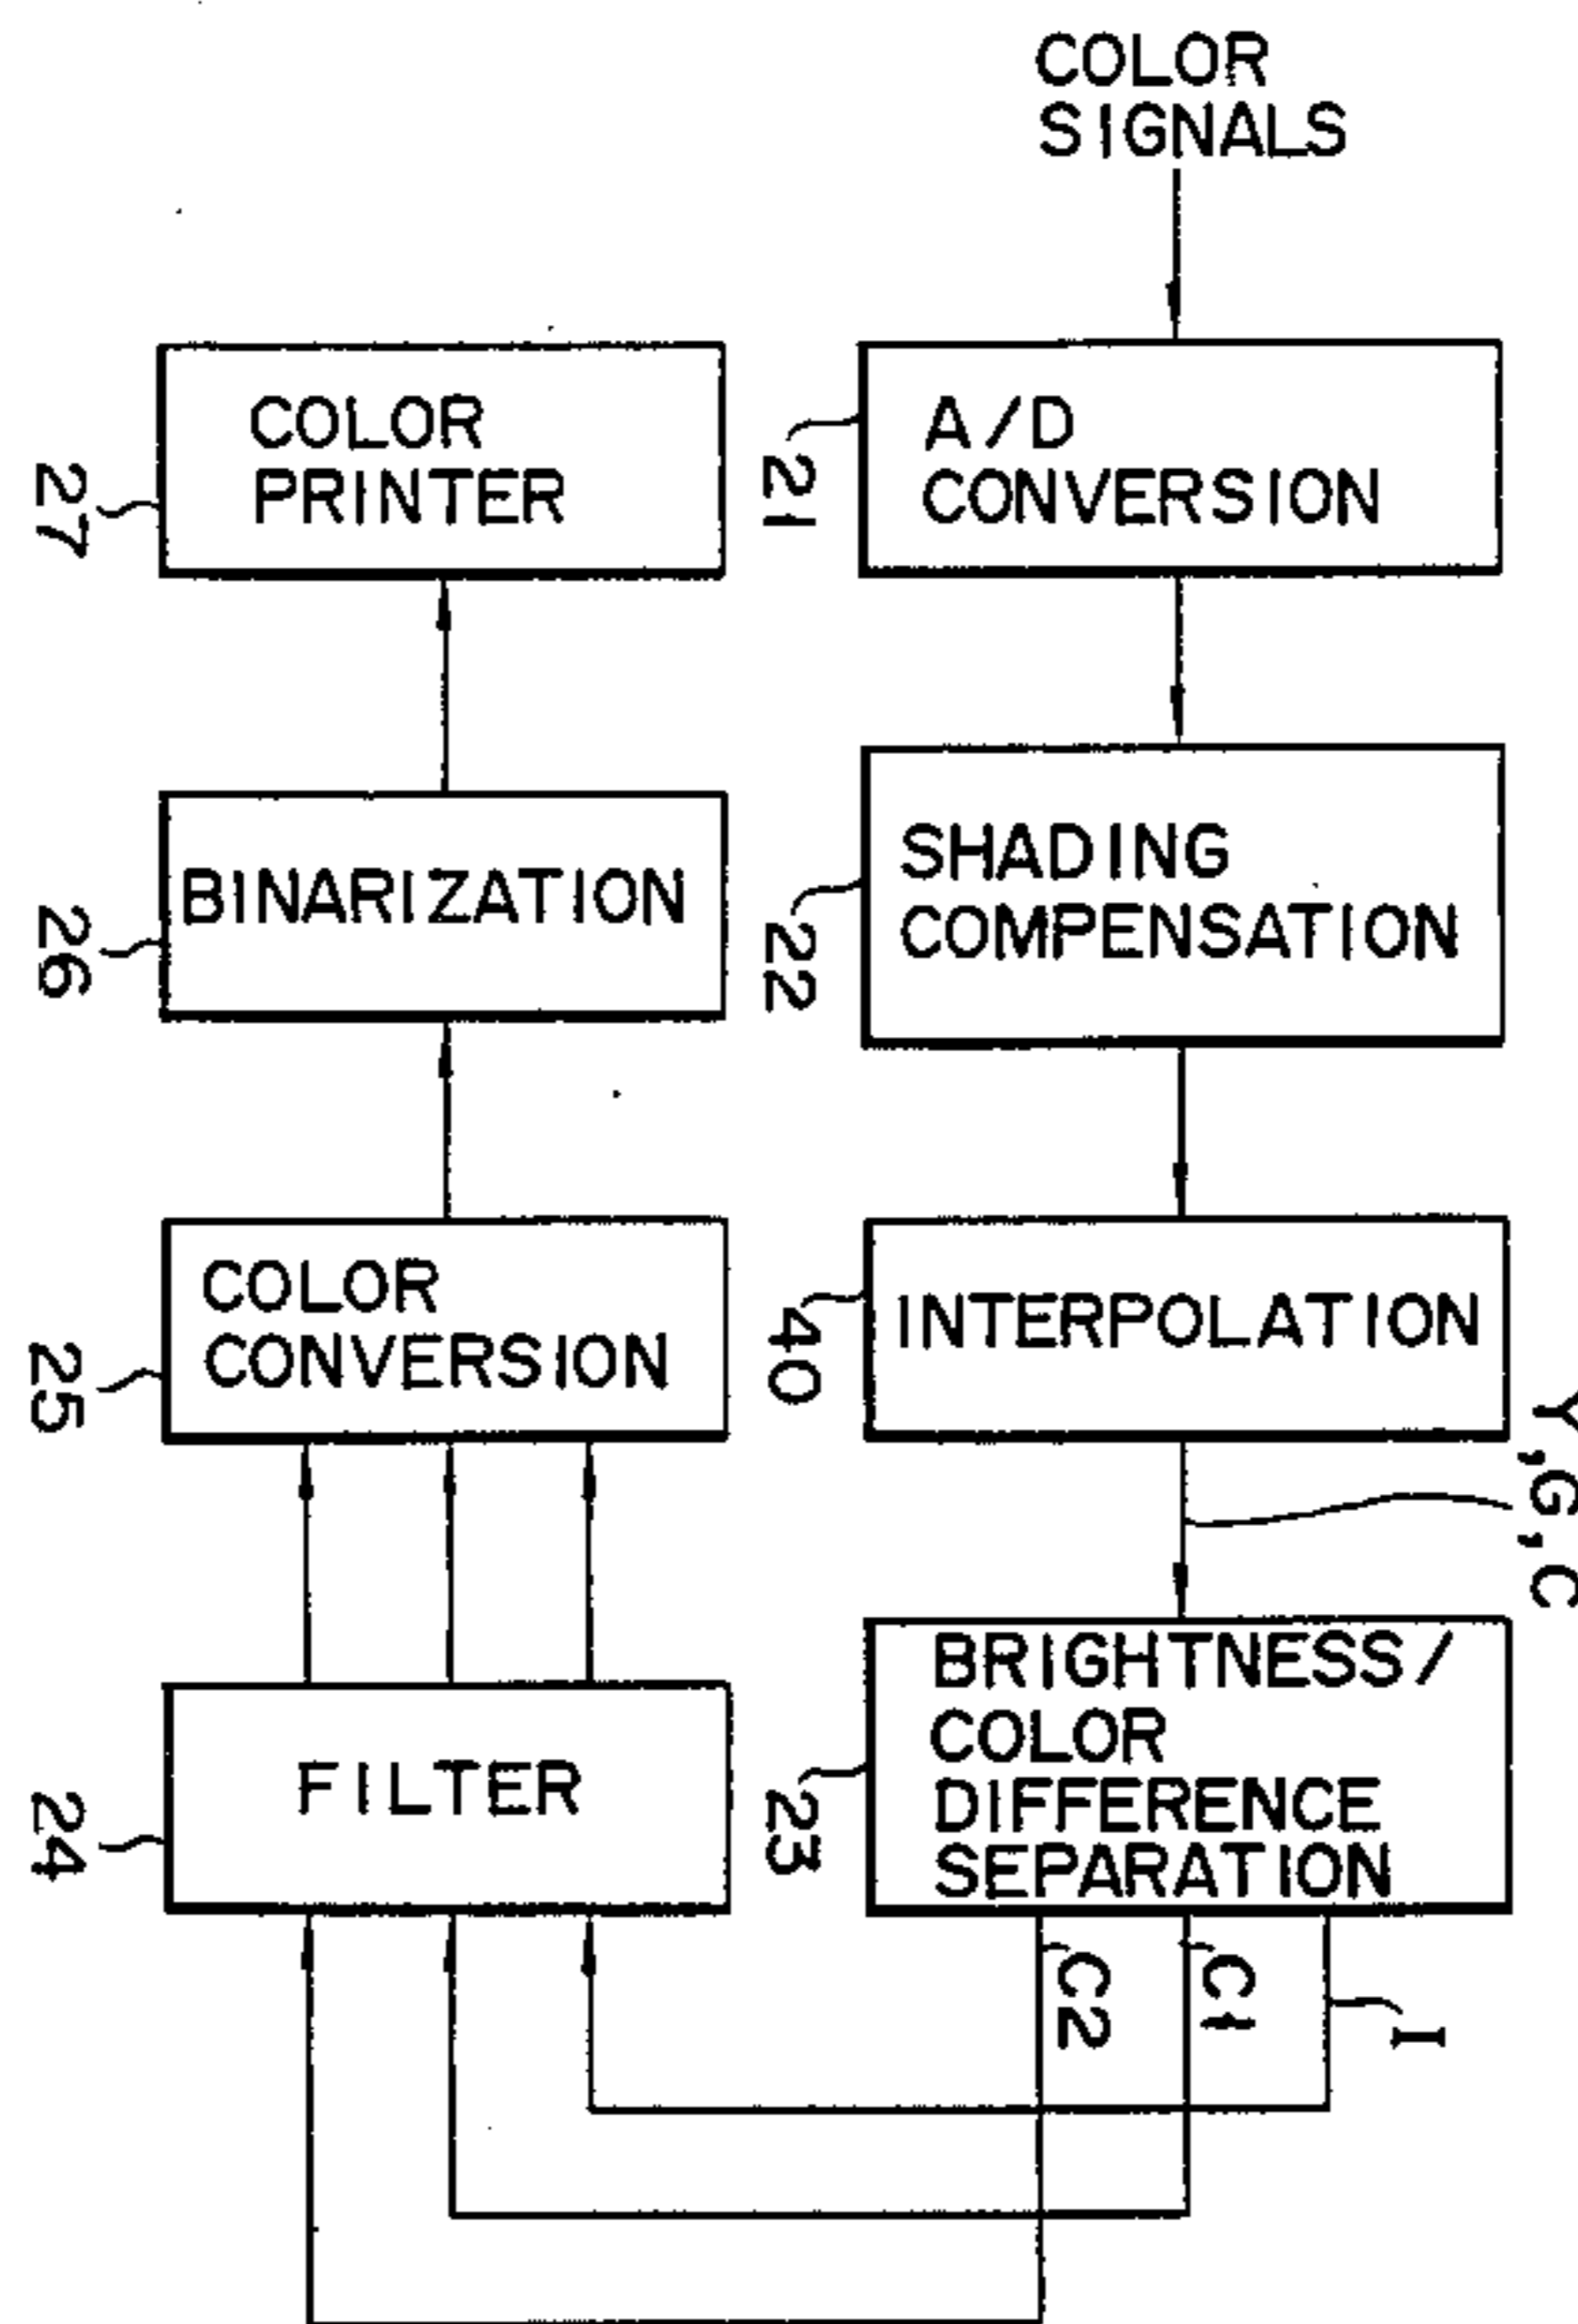 COLOR
SIGNALS
A/D
CONVERSION
21
SHADING
COMPENSATION
22
INTERPOLATION
40
Y,G,C
BRIGHTNESS/
COLOR
DIFFERENCE
SEPARATION
23
C2
C1
I
FILTER
24
COLOR
CONVERSION
25
BINARIZATION
26
COLOR
PRINTER
27